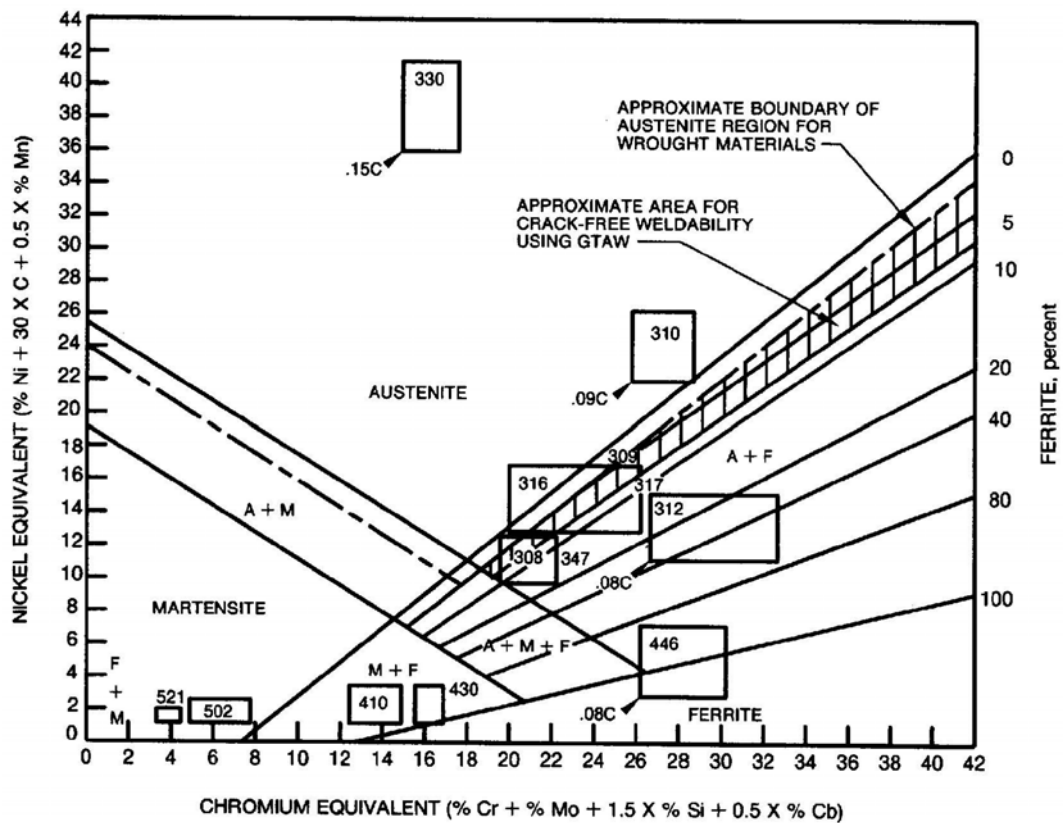 44
42
40
38
36
34
32
30
28
26
24
22
20
18
16
14
12
10
8
6
4
2
0
NICKEL EQUIVALENT (% Ni + 30 X C + 0.5 X % Mn)
330
.15C
APPROXIMATE BOUNDARY OF
AUSTENITE REGION FOR
WROUGHT MATERIALS
APPROXIMATE AREA FOR
CRACK-FREE WELDABILITY
USING GTAW
310
.09C
AUSTENITE
309
316
317
A + F
312
A + M
308
347
.08C
MARTENSITE
A + M + F
446
M + F
F
+
M
521
502
410
430
.08C
FERRITE
0
5
10
20
40
80
100
FERRITE, percent
0 2 4 6 8 10 12 14 16 18 20 22 24 26 28 30 32 34 36 38 40 42
CHROMIUM EQUIVALENT (% Cr + % Mo + 1.5 X % Si + 0.5 X % Cb)